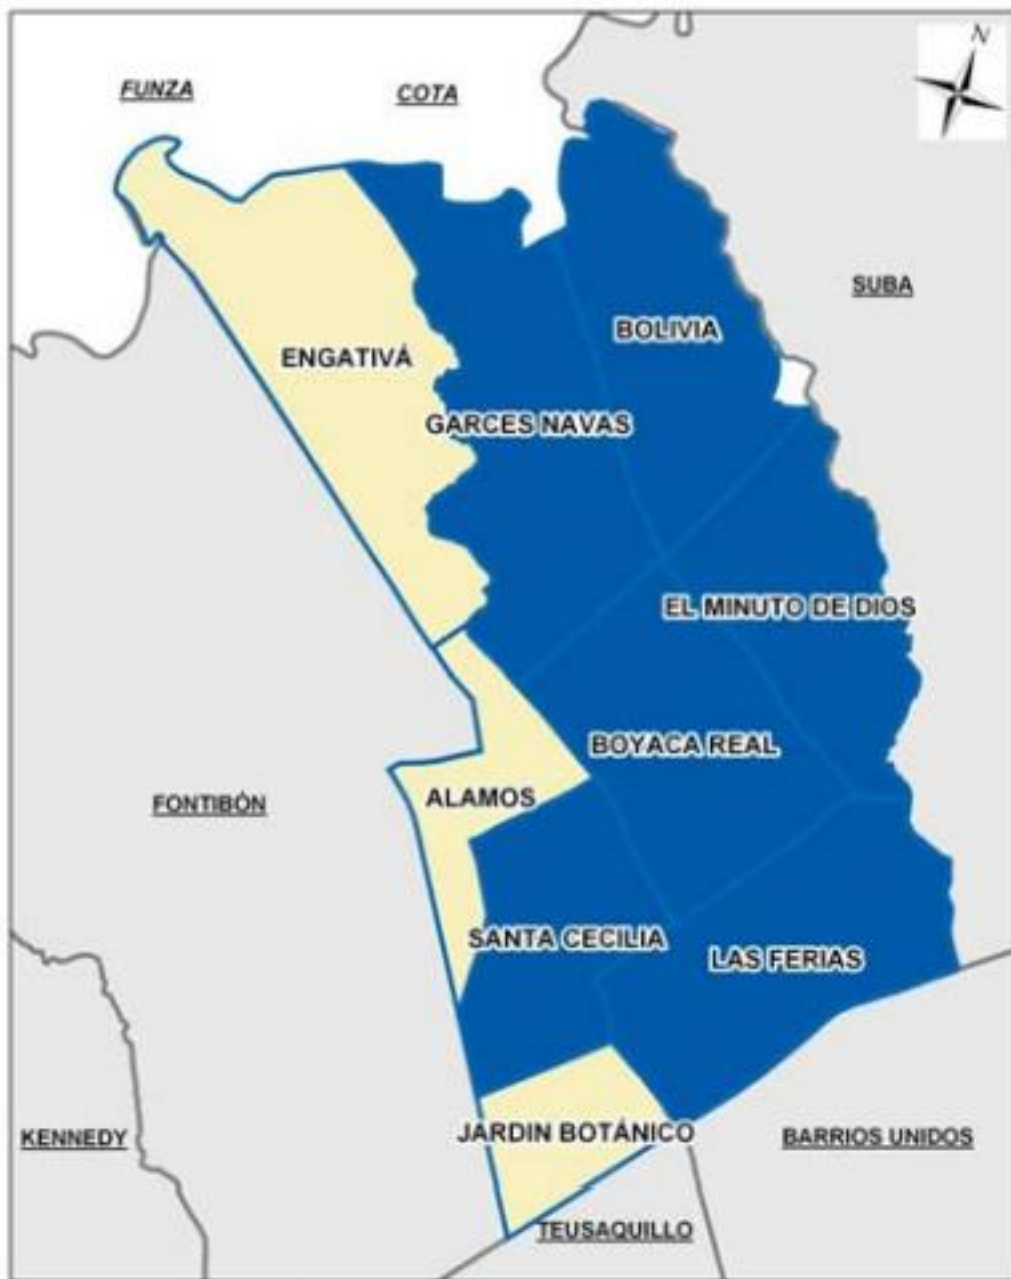 N
FUNZA
COTA
SUBA
BOLIVIA
ENGATIVÁ
GARCES NAVAS
EL MINUTO DE DIOS
BOYACA REAL
ALAMOS
FONTIBÓN
SANTA CECILIA
LAS FERIAS
JARDIN BOTÁNICO
KENNEDY
BARRIOS UNIDOS
TEUSAQUILLO